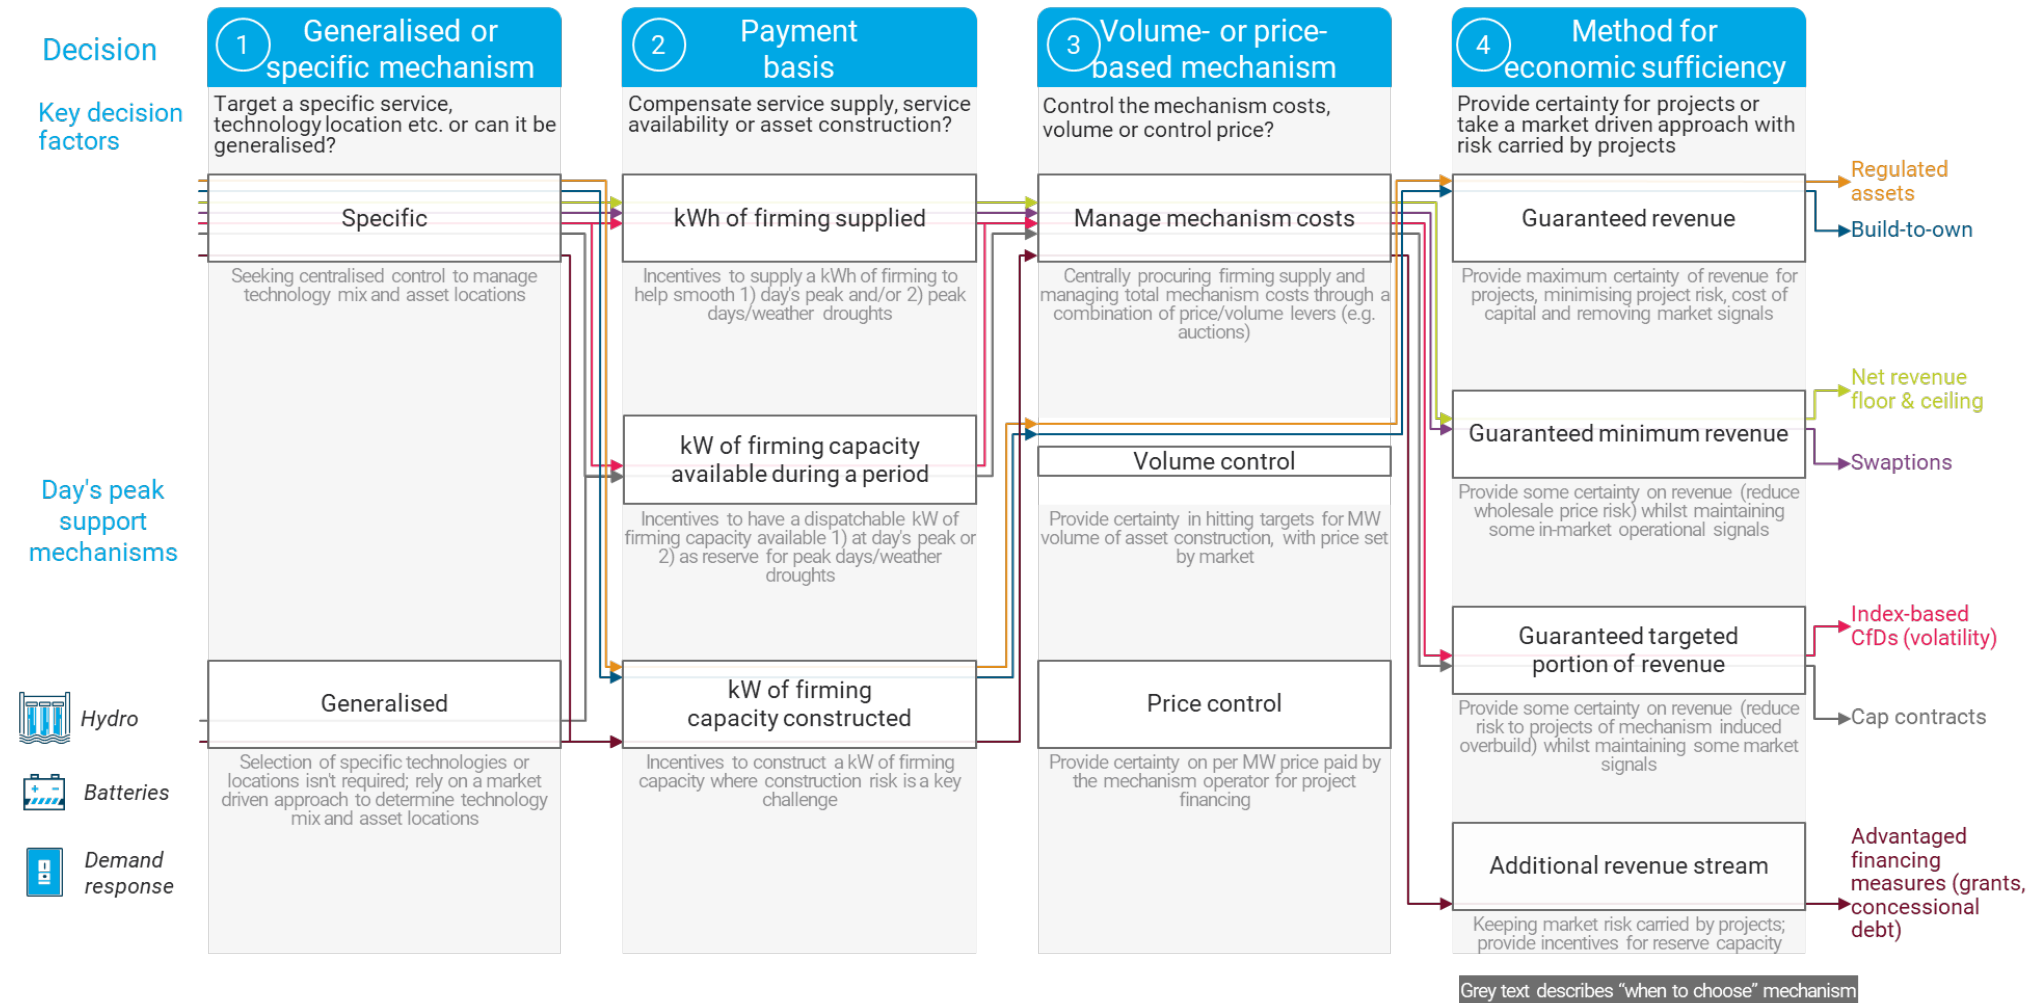 Decision
1
Generalised or
specific mechanism
2
Payment
basis
3
Volume- or price-
based mechanism
4
Method for
economic sufficiency
Key decision
factors
Target a specific service,
technology location etc. or can it be
generalised?
Compensate service supply, service
availability or asset construction?
Control the mechanism costs,
volume or control price?
Provide certainty for projects or
take a market driven approach with
risk carried by projects
Day's peak
support
mechanisms
Hydro
Batteries
Demand
response
Specific
Seeking centralised control to manage
technology mix and asset locations
Generalised
Selection of specific technologies or
locations isn't required; rely on a market
driven approach to determine technology
mix and asset locations
kWh of firming supplied
Incentives to supply a kWh of firming to
help smooth 1) day's peak and/or 2) peak
days/weather droughts
kW of firming capacity
available during a period
Incentives to have a dispatchable kW of
firming capacity available 1) at day's peak or
2) as reserve for peak days/weather
droughts
kW of firming
capacity constructed
Incentives to construct a kW of firming
capacity where construction risk is a key
challenge
Manage mechanism costs
Centrally procuring firming supply and
managing total mechanism costs through a
combination of price/volume levers (e.g.
auctions)
Volume control
Provide certainty in hitting targets for MW
volume of asset construction, with price set
by market
Price control
Provide certainty on per MW price paid by
the mechanism operator for project
financing
Guaranteed revenue
Provide maximum certainty of revenue for
projects, minimising project risk, cost of
capital and removing market signals
Guaranteed minimum revenue
Provide some certainty on revenue (reduce
wholesale price risk) whilst maintaining
some in-market operational signals
Guaranteed targeted
portion of revenue
Provide some certainty on revenue (reduce
risk to projects of mechanism induced
overbuild) whilst maintaining some market
signals
Additional revenue stream
Keeping market risk carried by projects;
provide incentives for reserve capacity
Regulated
assets
Build-to-own
Net revenue
floor & ceiling
Swaptions
Index-based
CfDs (volatility)
Cap contracts
Advantaged
financing
measures (grants,
concessional
debt)
Grey text describes “when to choose” mechanism